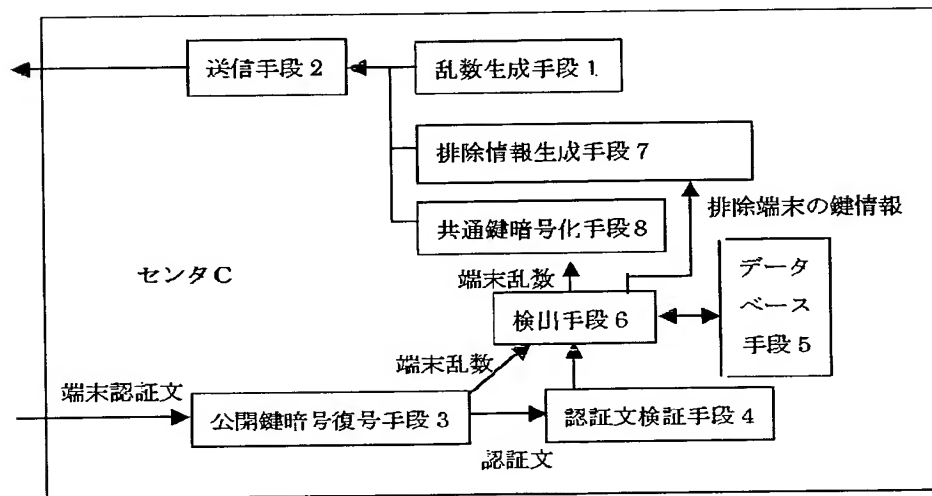 送信手段2
乱数生成手段1
排除情報生成手段7
排除端末の鍵情報
共通鍵暗号化手段8
センタC
端末乱数
データ
ベース
手段5
検出手段6
端末乱数
端末認証文
公開鍵暗号復号手段3
認証文検証手段4
認証文